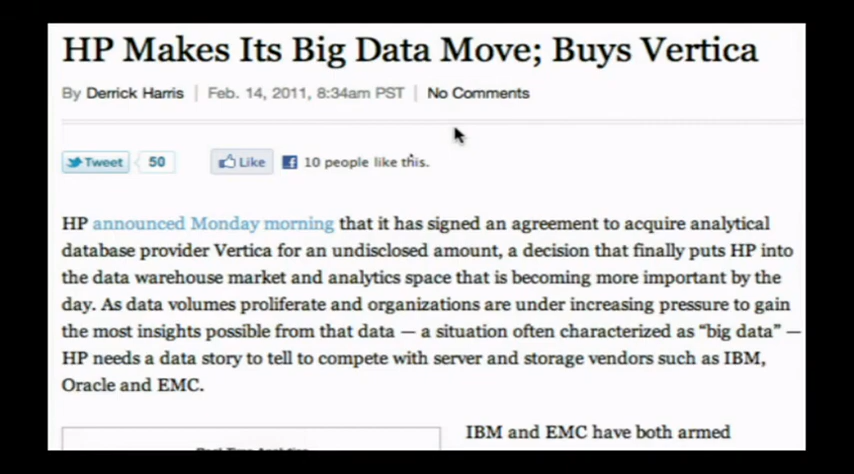 HP Makes Its Big Data Move; Buys Vertica
By Derrick Harris | Feb. 14, 2011, 8:34am PST | No Comments
Tweet 50 Like 10 people like this.
HP announced Monday morning that it has signed an agreement to acquire analytical
database provider Vertica for an undisclosed amount, a decision that finally puts HP into
the data warehouse market and analytics space that is becoming more important by the
day. As data volumes proliferate and organizations are under increasing pressure to gain
the most insights possible from that data — a situation often characterized as “big data” —
HP needs a data story to tell to compete with server and storage vendors such as IBM,
Oracle and EMC.
IBM and EMC have both armed